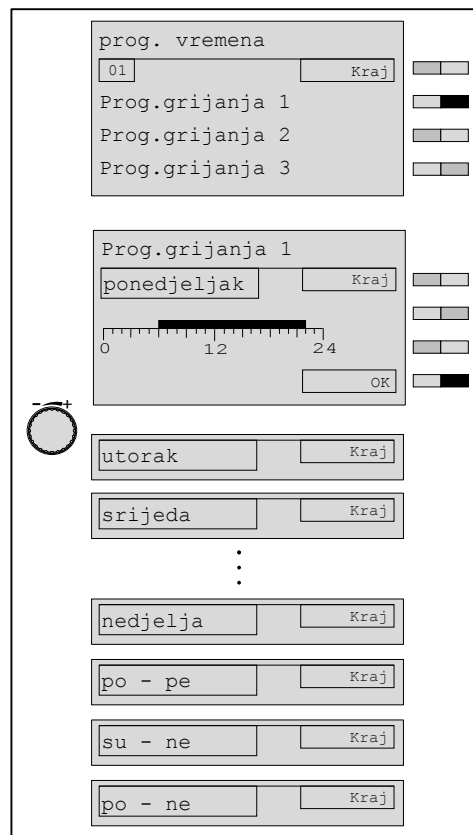 prog. vremena
01 Kraj
Prog.grijanja 1
Prog.grijanja 2
Prog.grijanja 3
Prog.grijanja 1
ponedjeljak Kraj
0 12 24
OK
- +
utorak Kraj
srijeda Kraj
nedjelja Kraj
po - pe Kraj
su - ne Kraj
po - ne Kraj